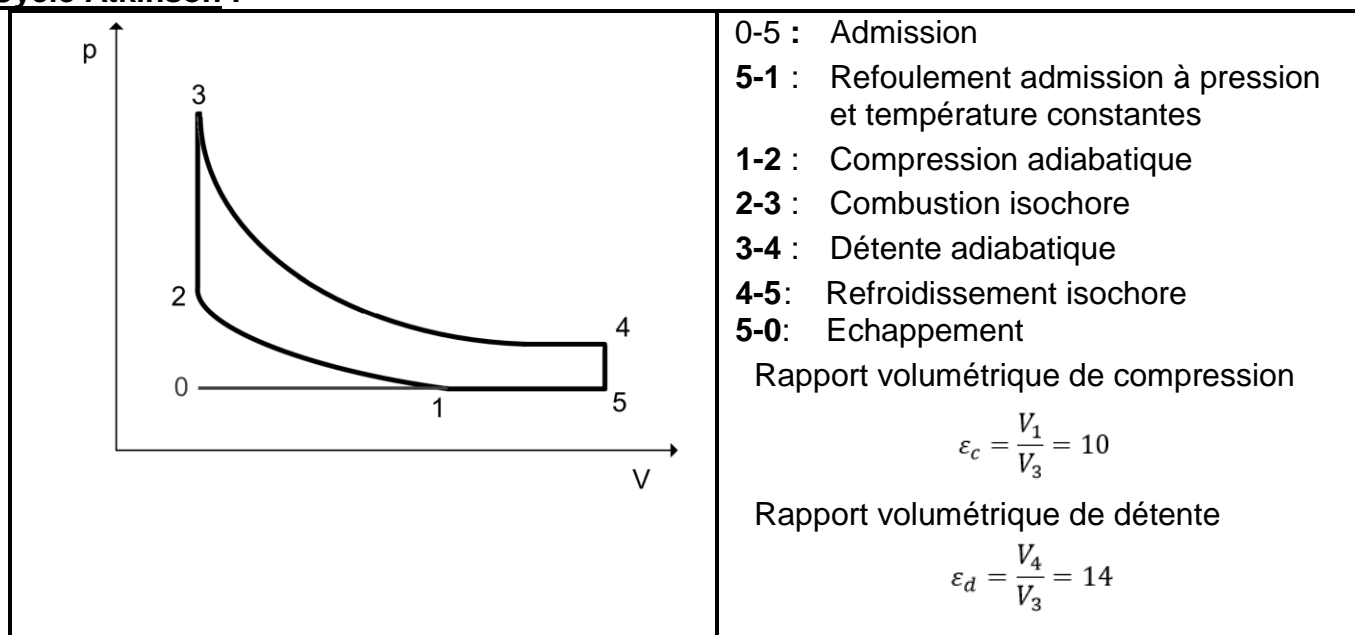 Cycle Atkinson :
p
3
2
4
0
1
5
V
0-5 : Admission
5-1 : Refoulement admission à pression
et température constantes
1-2 : Compression adiabatique
2-3 : Combustion isochore
3-4 : Détente adiabatique
4-5: Refroidissement isochore
5-0: Echappement
Rapport volumétrique de compression
εc = V1/V3 = 10
Rapport volumétrique de détente
εd = V4/V3 = 14